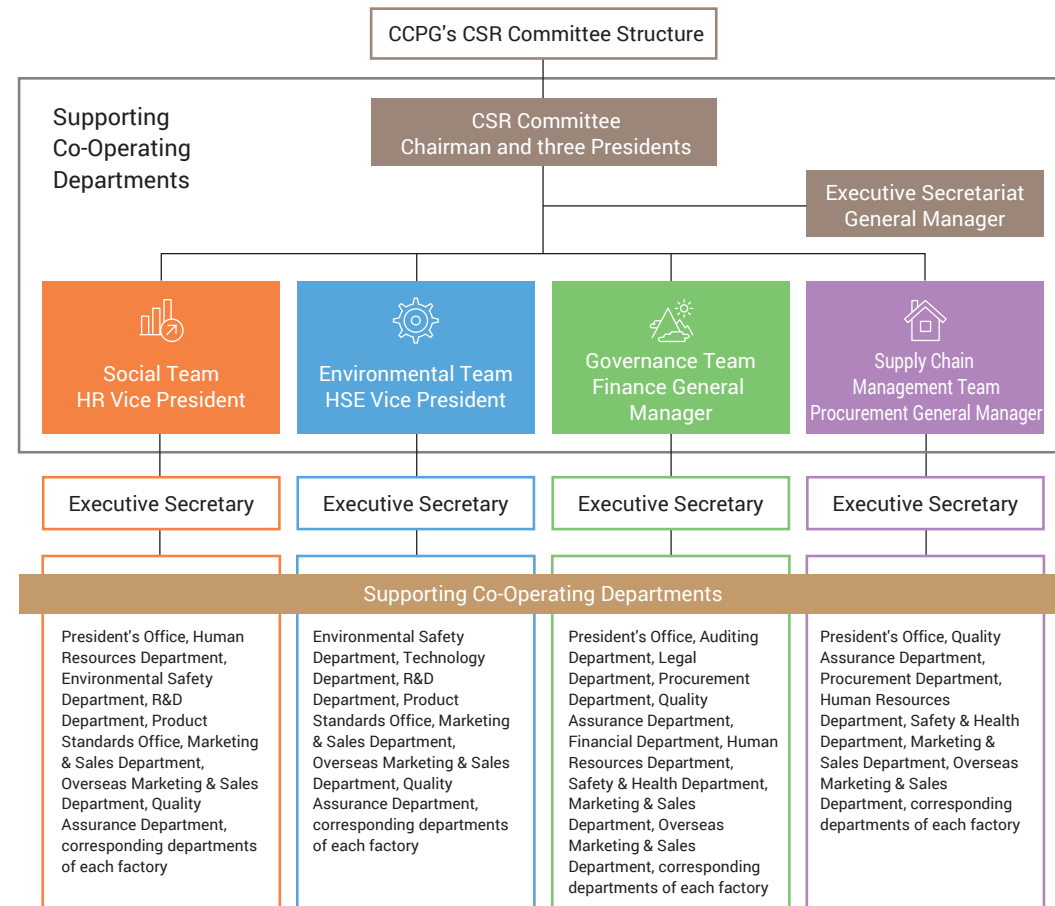 CCPG's CSR Committee Structure
Supporting
Co-Operating
Departments
CSR Committee
Chairman and three Presidents
Executive Secretariat
General Manager
Social Team
HR Vice President
Environmental Team
HSE Vice President
Governance Team
Finance General
Manager
Supply Chain
Management Team
Procurement General Manager
Executive Secretary
Executive Secretary
Executive Secretary
Executive Secretary
Supporting Co-Operating Departments
President's Office, Human
Resources Department,
Environmental Safety
Department, R&D
Department, Product
Standards Office, Marketing
& Sales Department,
Overseas Marketing & Sales
Department, Quality
Assurance Department,
corresponding departments
of each factory
Environmental Safety
Department, Technology
Department, R&D
Department, Product
Standards Office, Marketing
& Sales Department,
Overseas Marketing & Sales
Department, Quality
Assurance Department,
corresponding departments
of each factory
President's Office, Auditing
Department, Legal
Department, Procurement
Department, Quality
Assurance Department,
Financial Department, Human
Resources Department,
Safety & Health Department,
Marketing & Sales
Department, Overseas
Marketing & Sales
Department, corresponding
departments of each factory
President's Office, Quality
Assurance Department,
Procurement Department,
Human Resources
Department, Safety & Health
Department, Marketing &
Sales Department, Overseas
Marketing & Sales
Department, corresponding
departments of each factory